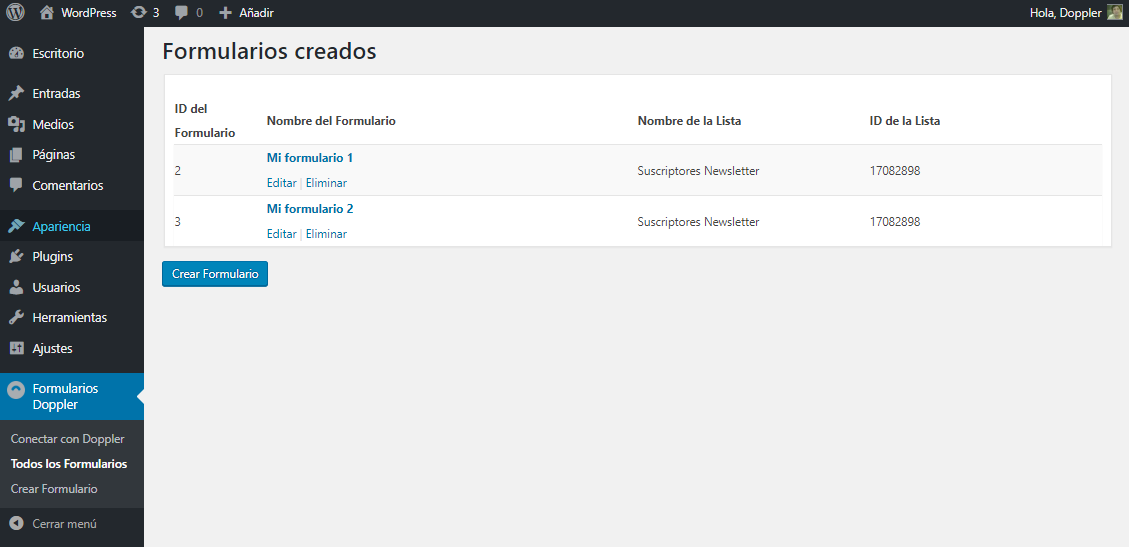 WordPress 3 0 Añadir Hola, Doppler
Escritorio
Entradas
Medios
Páginas
Comentarios
Apariencia
Plugins
Usuarios
Herramientas
Ajustes
Formularios
Doppler
Conectar con Doppler
Todos los Formularios
Crear Formulario
Cerrar menú
Formularios creados
ID del
Formulario
Nombre del Formulario
Nombre de la Lista
ID de la Lista
2
Mi formulario 1
Editar | Eliminar
Suscriptores Newsletter
17082898
3
Mi formulario 2
Editar | Eliminar
Suscriptores Newsletter
17082898
Crear Formulario